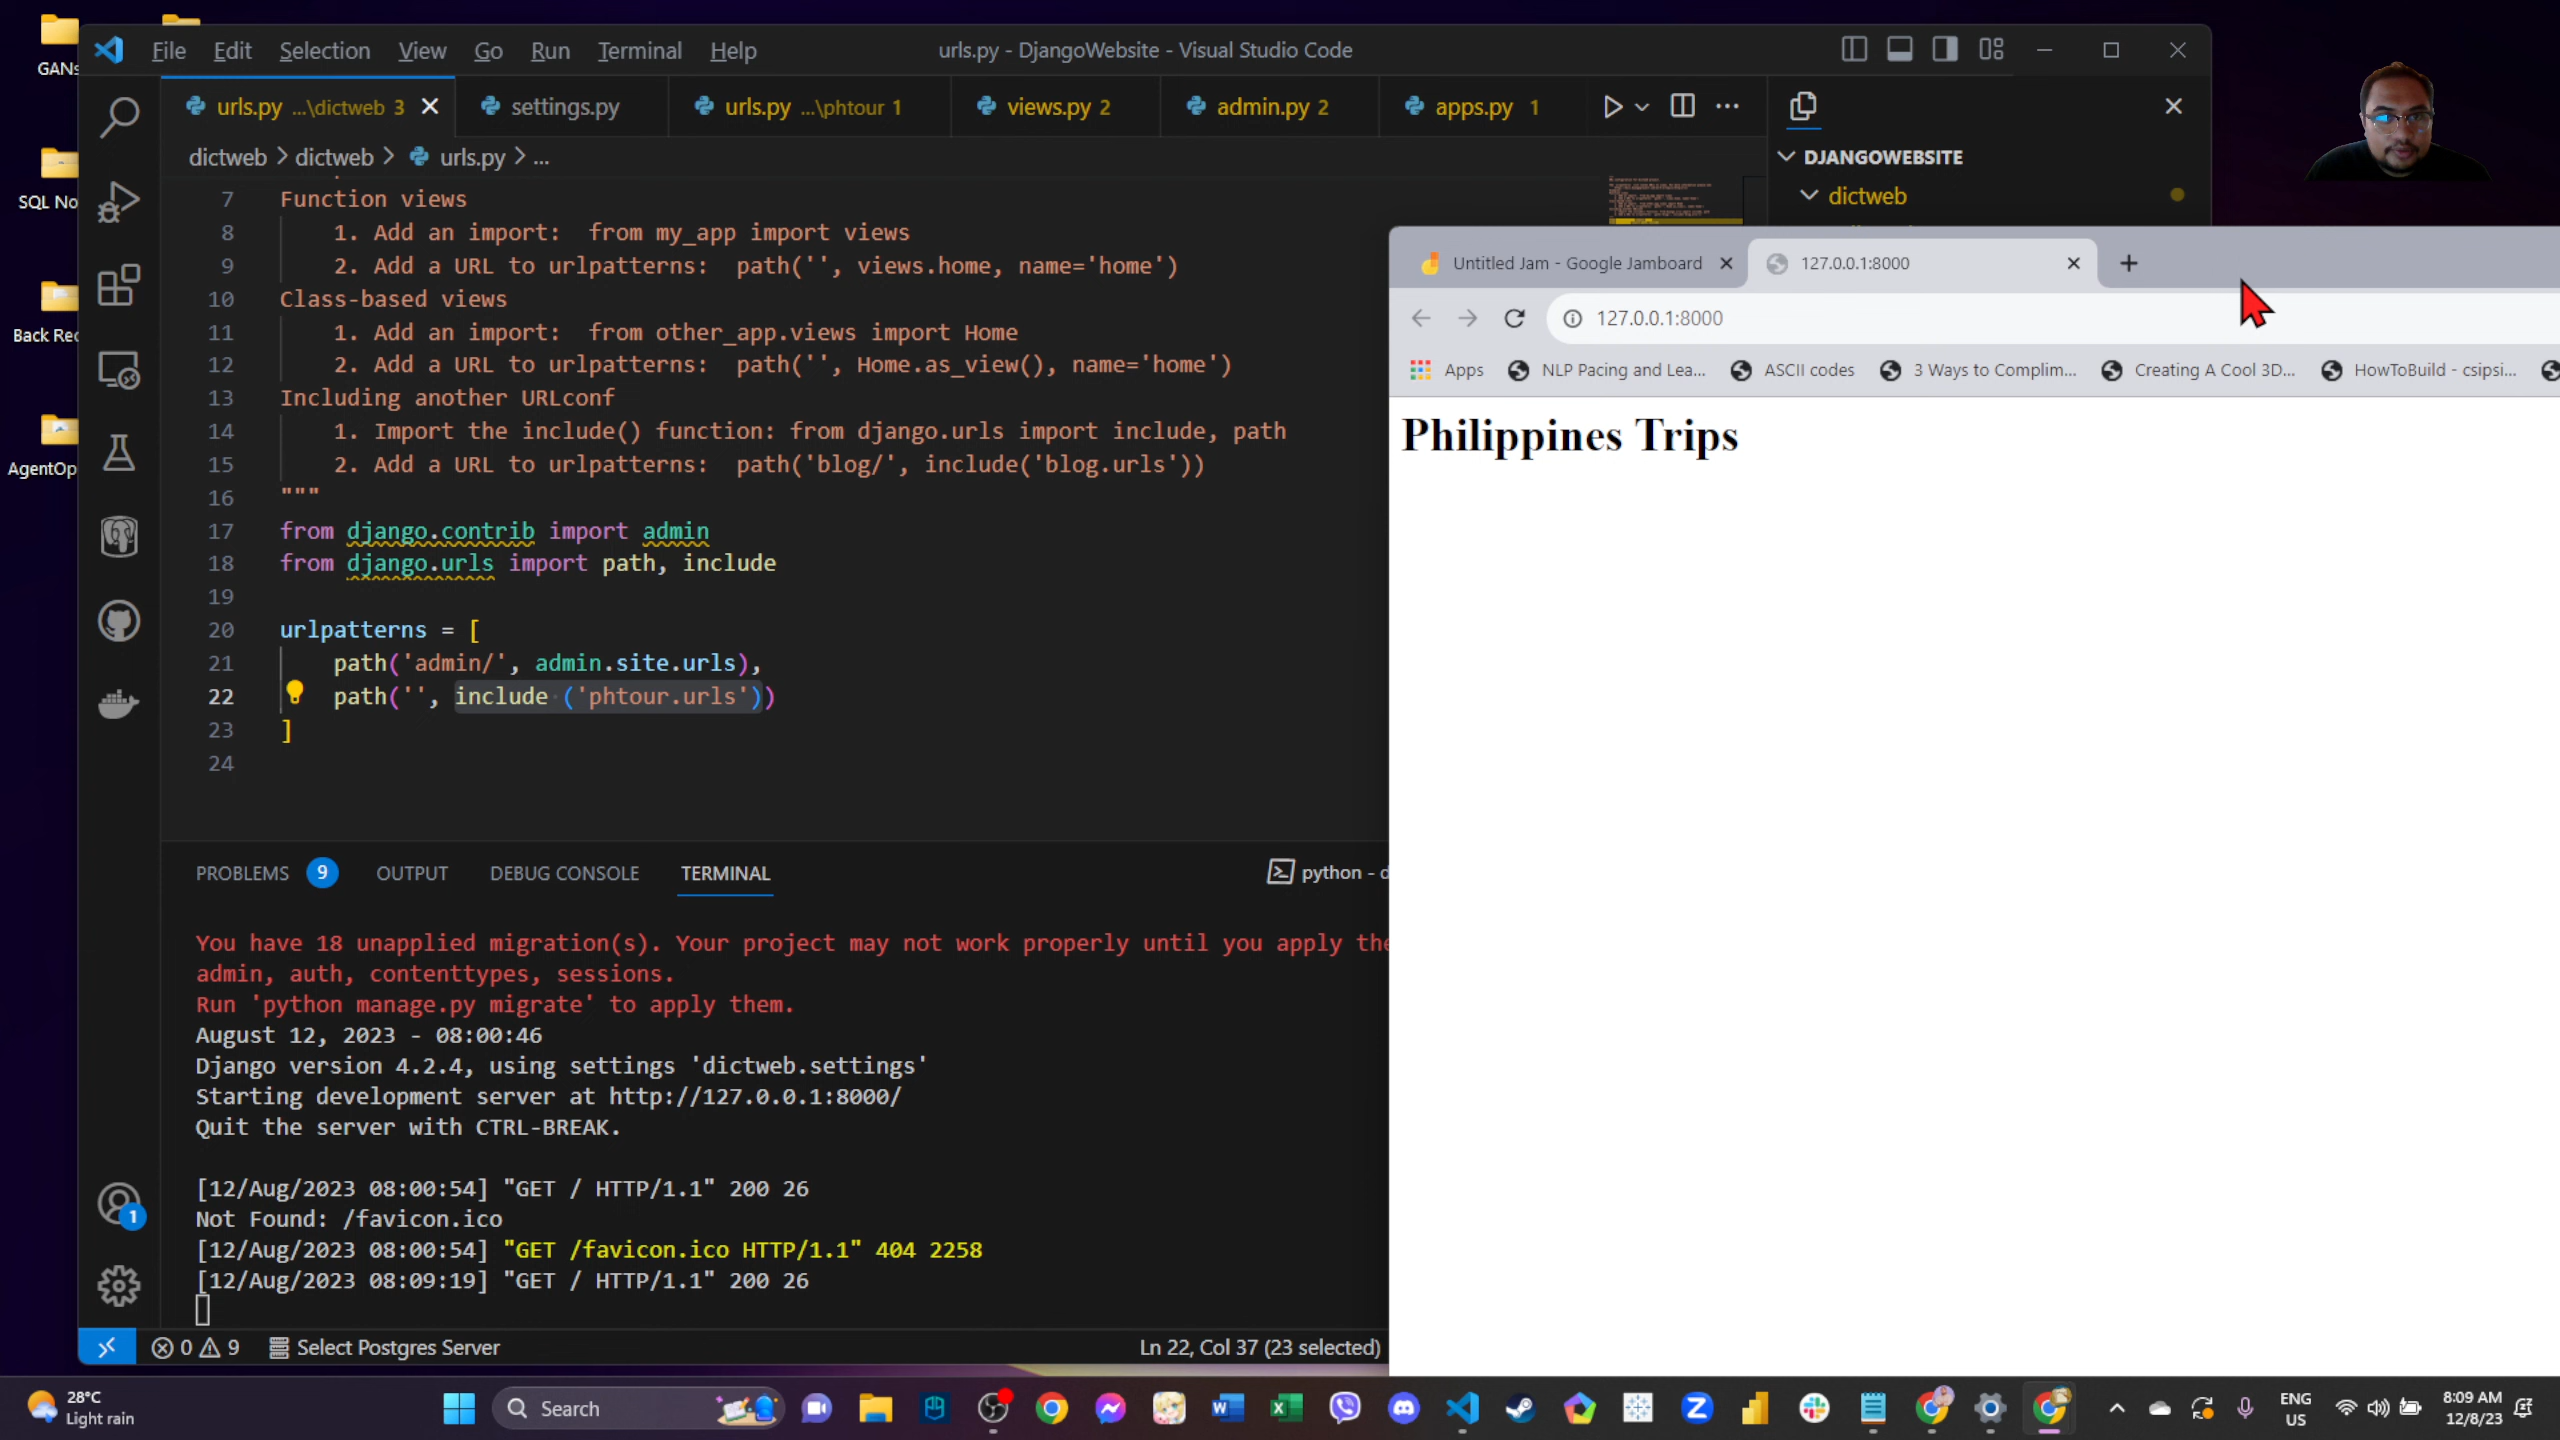 GANs
SQL No
Back Rec
AgentOp
File Edit Selection View Go Run Terminal Help
urls.py - DjangoWebsite - Visual Studio Code
urls.py ...\dictweb 3
settings.py
urls.py ...\phtour 1
views.py 2
admin.py 2
apps.py 1
dictweb > dictweb > urls.py > ...
DJANGOWEBSITE
dictweb
7 Function views
8 1. Add an import:  from my_app import views
9 2. Add a URL to urlpatterns:  path('', views.home, name='home')
10 Class-based views
11 1. Add an import:  from other_app.views import Home
12 2. Add a URL to urlpatterns:  path('', Home.as_view(), name='home')
13 Including another URLconf
14 1. Import the include() function: from django.urls import include, path
15 2. Add a URL to urlpatterns:  path('blog/', include('blog.urls'))
16 """
17 from django.contrib import admin
18 from django.urls import path, include
19
20 urlpatterns = [
21 path('admin/', admin.site.urls),
22 path('', include ('phtour.urls'))
23 ]
24
PROBLEMS 9 OUTPUT DEBUG CONSOLE TERMINAL
python - d
You have 18 unapplied migration(s). Your project may not work properly until you apply the
admin, auth, contenttypes, sessions.
Run 'python manage.py migrate' to apply them.
August 12, 2023 - 08:00:46
Django version 4.2.4, using settings 'dictweb.settings'
Starting development server at http://127.0.0.1:8000/
Quit the server with CTRL-BREAK.
[12/Aug/2023 08:00:54] "GET / HTTP/1.1" 200 26
Not Found: /favicon.ico
[12/Aug/2023 08:00:54] "GET /favicon.ico HTTP/1.1" 404 2258
[12/Aug/2023 08:09:19] "GET / HTTP/1.1" 200 26
1
0 9 Select Postgres Server
Ln 22, Col 37 (23 selected)
Untitled Jam - Google Jamboard
127.0.0.1:8000
127.0.0.1:8000
Apps
NLP Pacing and Lea...
ASCII codes
3 Ways to Complim...
Creating A Cool 3D...
HowToBuild - csipsi...
Philippines Trips
28°C
Light rain
Search
ENG
US
8:09 AM
12/8/23